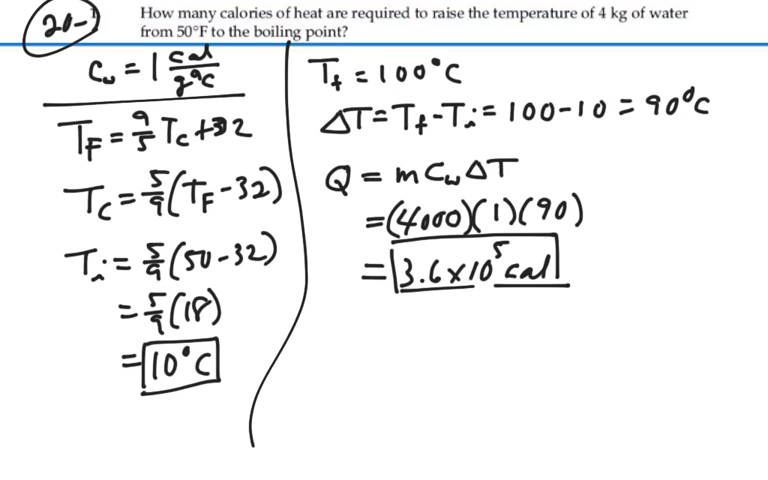 20-1
How many calories of heat are required to raise the temperature of 4 kg of water
from 50°F to the boiling point?
C_w = 1 cal/g°C
T_F = 9/5 T_C + 32
T_C = 5/9 (T_F - 32)
T_i = 5/9 (50 - 32)
= 5/9 (18)
= 10°C
T_f = 100°C
ΔT = T_f - T_i = 100 - 10 = 90°C
Q = m C_w ΔT
= (4000)(1)(90)
= 3.6 x 10^5 cal